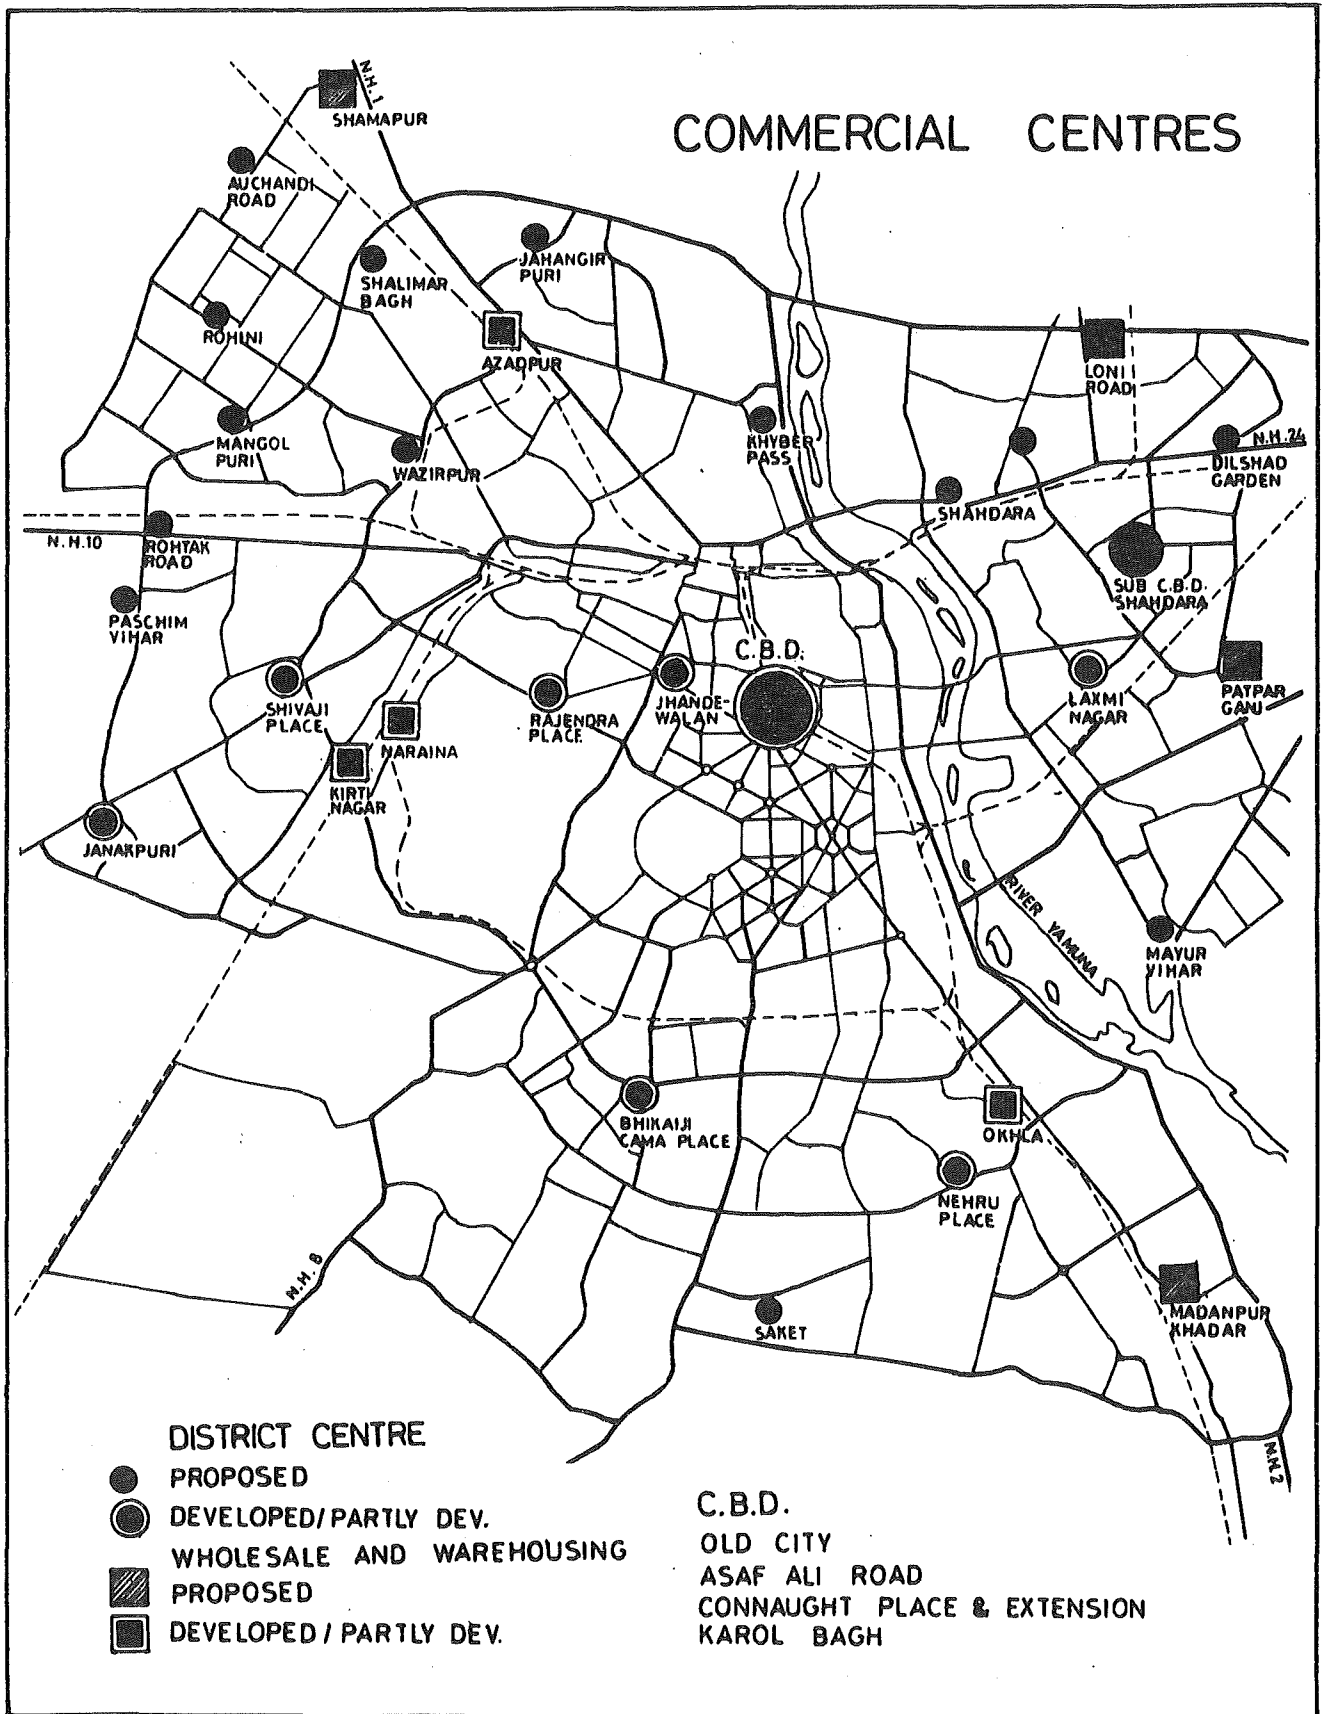 COMMERCIAL CENTRES
N.H.1
SHAMAPUR
AUCHANDI
ROAD
JAHANGIR
PURI
SHALIMAR
BAGH
ROHINI
AZADPUR
LONI
ROAD
MANGOL
PURI
WAZIRPUR
KHYBER
PASS
N.H.24
DILSHAD
GARDEN
SHAHDARA
N.H.10
ROHTAK
ROAD
SUB C.B.D.
SHAHDARA
PASCHIM
VIHAR
C.B.D.
SHIVAJI
PLACE
NARAINA
RAJENDRA
PLACE
JHANDE-
WALAN
LAXMI
NAGAR
PATPAR
GANJ
KIRTI
NAGAR
JANAKPURI
RIVER YAMUNA
MAYUR
VIHAR
BHIKAIJI
CAMA PLACE
OKHLA
NEHRU
PLACE
N.H. 8
SAKET
MADANPUR
KHADAR
N.H.2
DISTRICT CENTRE
PROPOSED
DEVELOPED/PARTLY DEV.
WHOLESALE AND WAREHOUSING
PROPOSED
DEVELOPED/PARTLY DEV.
C.B.D.
OLD CITY
ASAF ALI ROAD
CONNAUGHT PLACE & EXTENSION
KAROL BAGH